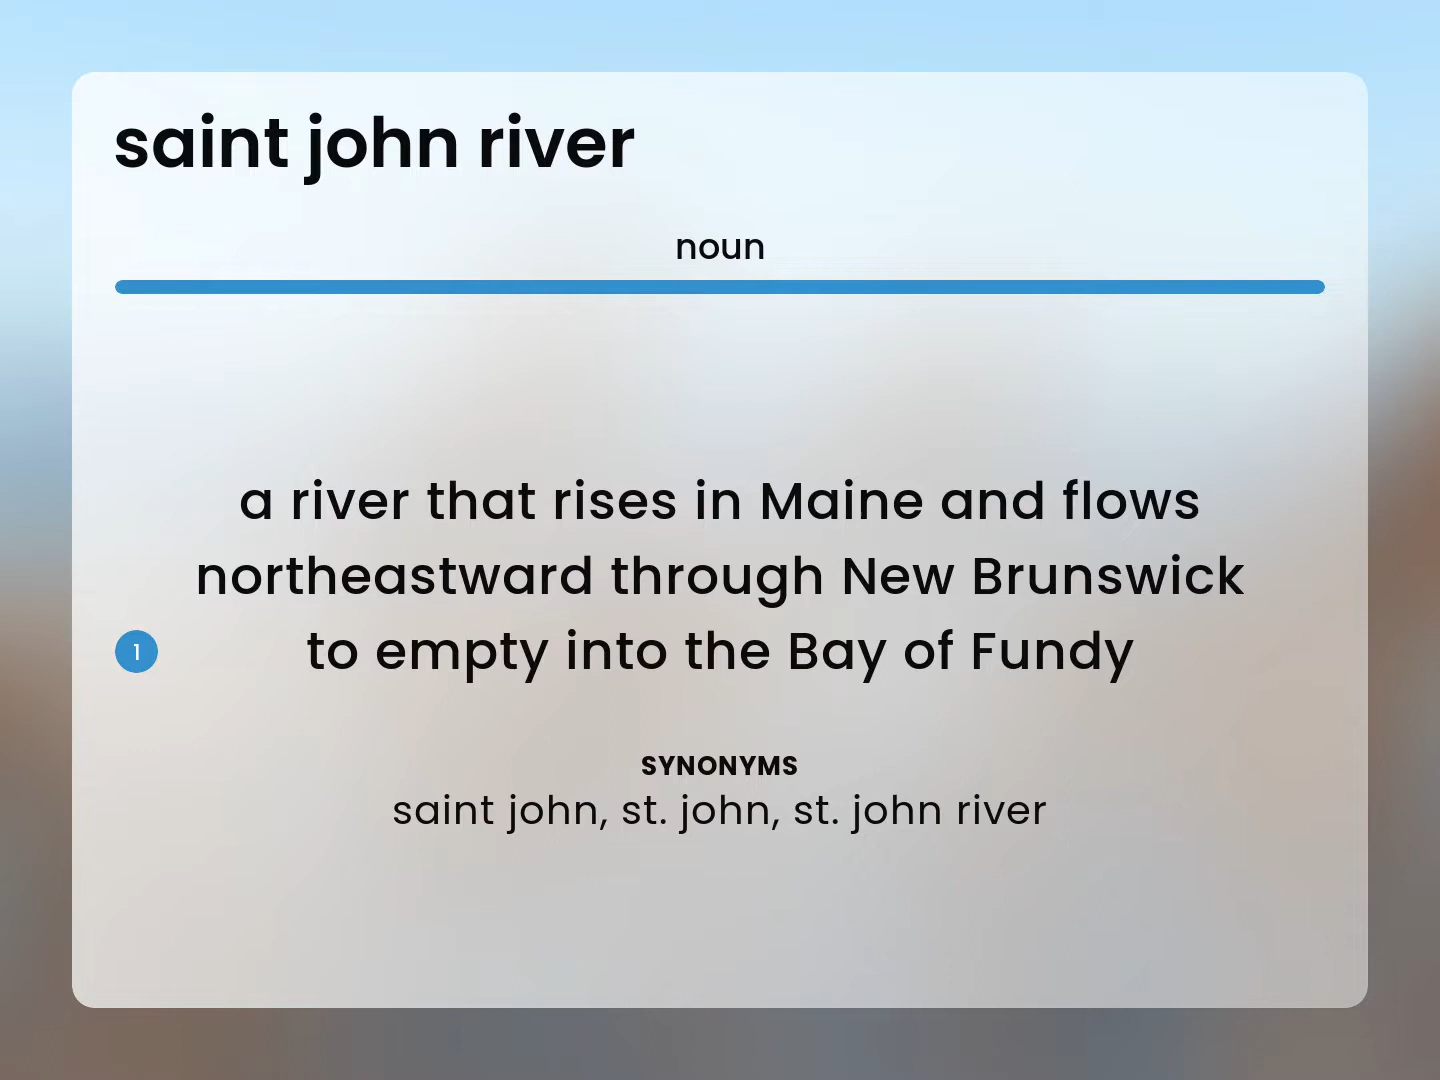 saint john river
noun
a river that rises in Maine and flows
northeastward through New Brunswick
1 to empty into the Bay of Fundy
SYNONYMS
saint john, st. john, st. john river